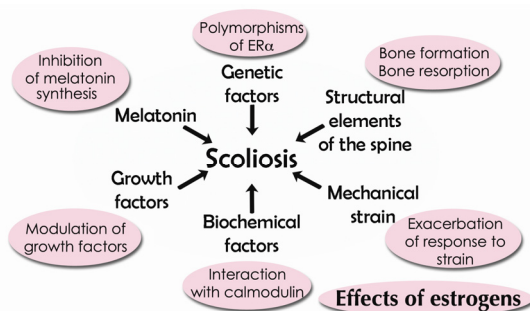 Polymorphisms
of ERα
Inhibition
of melatonin
synthesis
Bone formation
Bone resorption
Genetic
factors
Melatonin
Structural
elements
of the spine
Scoliosis
Growth
factors
Mechanical
strain
Biochemical
factors
Modulation of
growth factors
Exacerbation
of response to
strain
Interaction
with calmodulin
Effects of estrogens